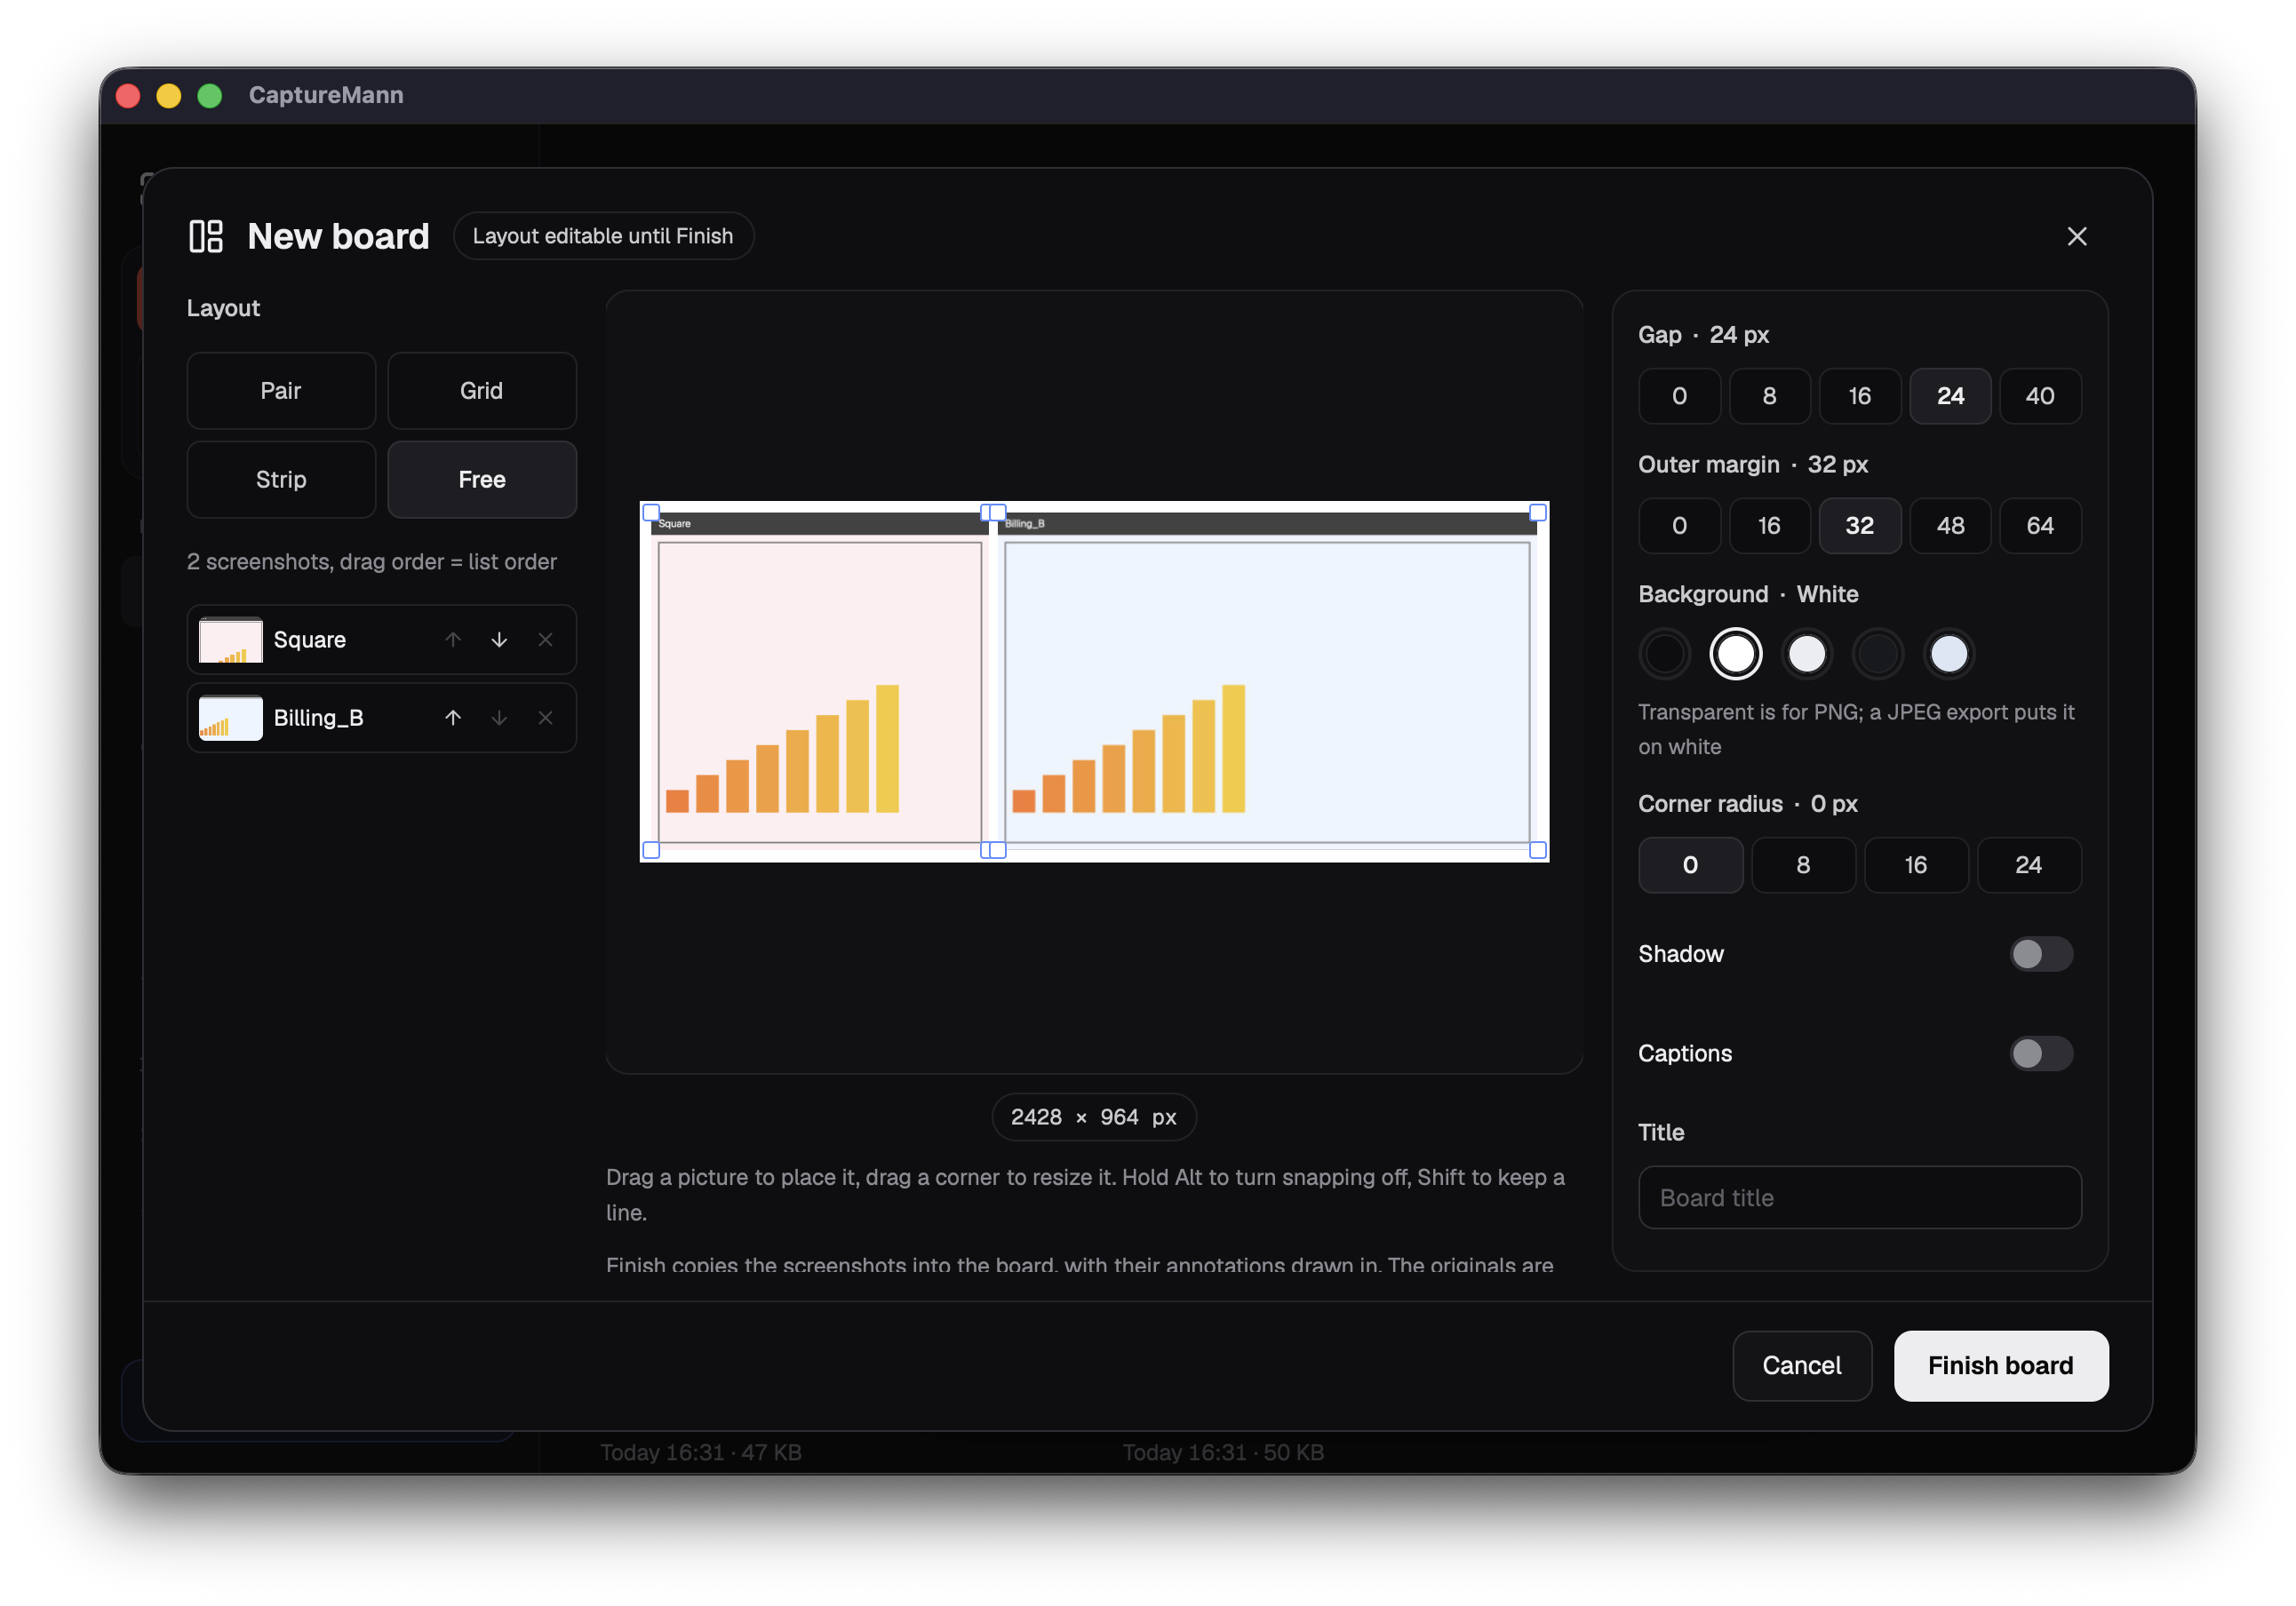 CaptureMann
New board
Layout editable until Finish
Layout
Pair
Grid
Strip
Free
2 screenshots, drag order = list order
Square
Billing_B
Square
Billing_B
2428 × 964 px
Drag a picture to place it, drag a corner to resize it. Hold Alt to turn snapping off, Shift to keep a
line.
Finish copies the screenshots into the board, with their annotations drawn in. The originals are
Gap · 24 px
0
8
16
24
40
Outer margin · 32 px
0
16
32
48
64
Background · White
Transparent is for PNG; a JPEG export puts it
on white
Corner radius · 0 px
0
8
16
24
Shadow
Captions
Title
Board title
Cancel
Finish board
Today 16:31 · 47 KB
Today 16:31 · 50 KB